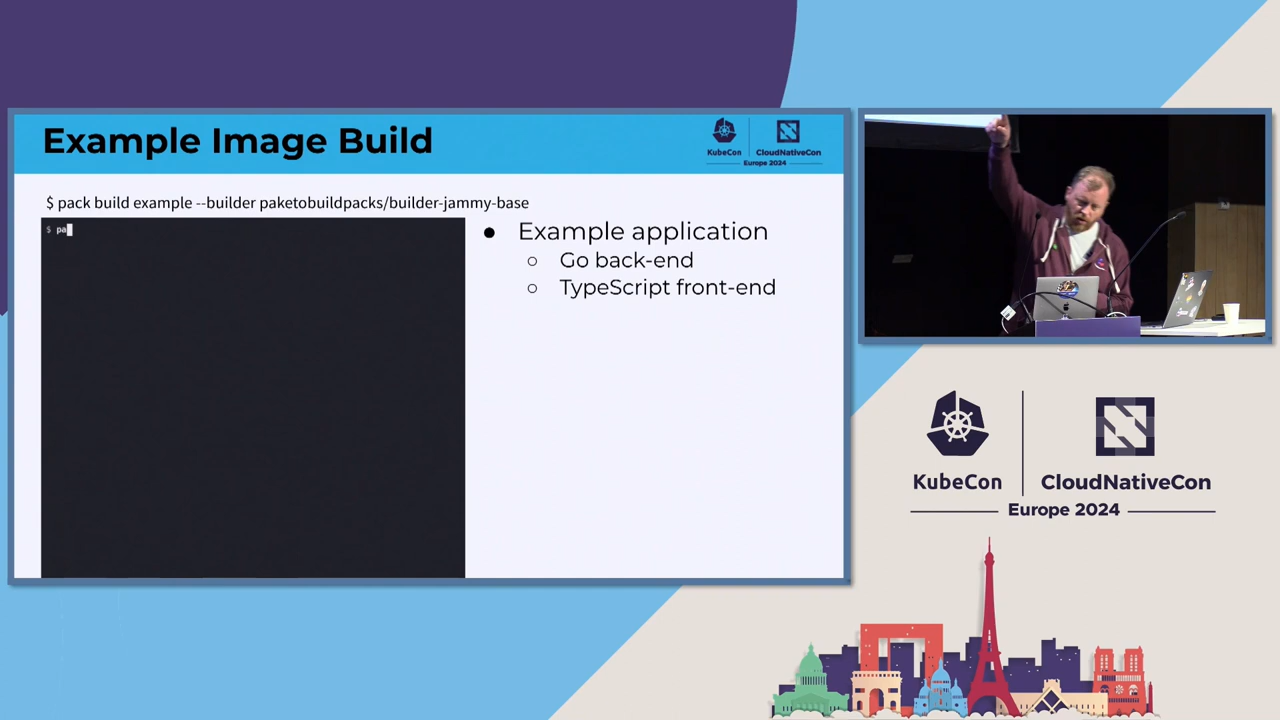 Example Image Build
KubeCon
CloudNativeCon
Europe 2024
$ pack build example --builder paketobuildpacks/builder-jammy-base
$ pa
● Example application
○ Go back-end
○ TypeScript front-end
KubeCon
CloudNativeCon
Europe 2024